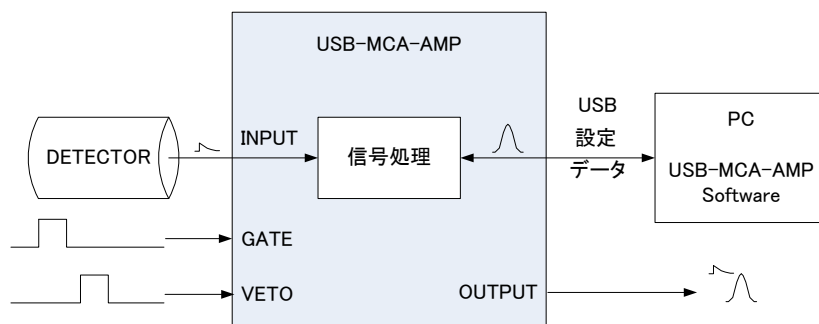 USB-MCA-AMP
DETECTOR
INPUT
信号処理
USB
設定
データ
PC
USB-MCA-AMP
Software
GATE
VETO
OUTPUT